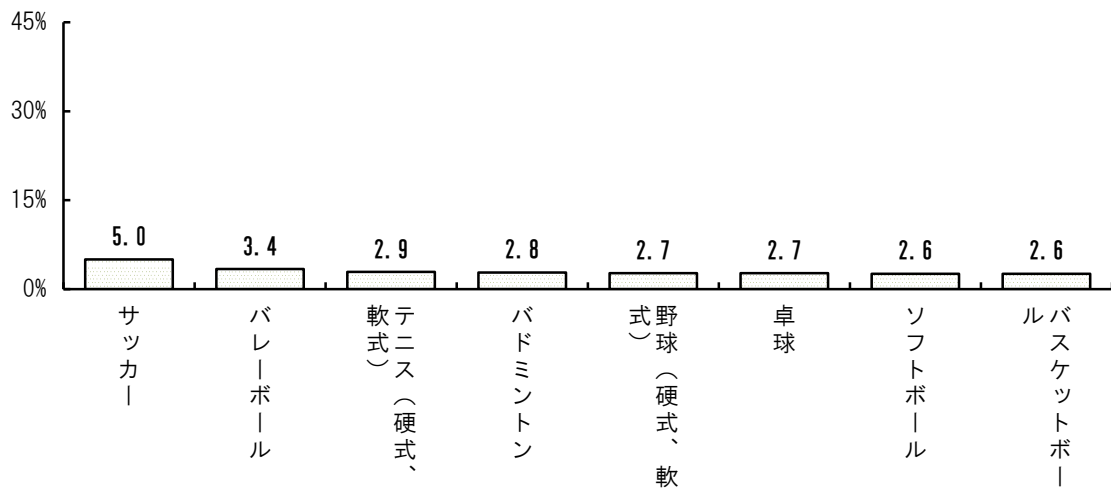 45%
30%
15%
0%
5.0
3.4
2.9
2.8
2.7
2.7
2.6
2.6
サッカー
バレーボール
テニス（硬式、
軟式）
バドミントン
野球（硬式、軟
式）
卓球
ソフトボール
バスケットボー
ル